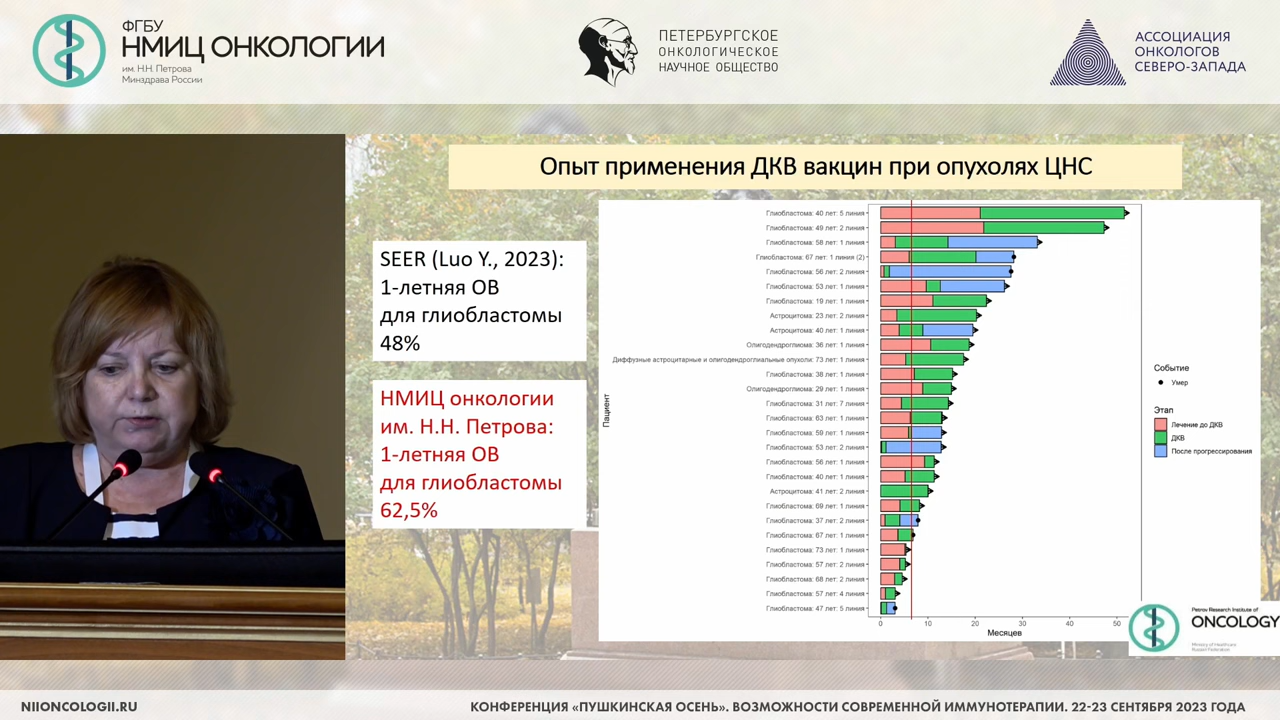 ФГБУ
НМИЦ ОНКОЛОГИИ
им. Н.Н. Петрова
Минздрава России
ПЕТЕРБУРГСКОЕ
ОНКОЛОГИЧЕСКОЕ
НАУЧНОЕ ОБЩЕСТВО
АССОЦИАЦИЯ
ОНКОЛОГОВ
СЕВЕРО-ЗАПАДА
Опыт применения ДКВ вакцин при опухолях ЦНС
SEER (Luo Y., 2023):
1-летняя ОВ
для глиобластомы
48%
НМИЦ онкологии
им. Н.Н. Петрова:
1-летняя ОВ
для глиобластомы
62,5%
Пациент
Глиобластома: 40 лет: 5 линия
Глиобластома: 49 лет: 2 линия
Глиобластома: 58 лет: 1 линия
Глиобластома: 67 лет: 1 линия (2)
Глиобластома: 56 лет: 2 линия
Глиобластома: 53 лет: 1 линия
Глиобластома: 19 лет: 1 линия
Астроцитома: 23 лет: 2 линия
Астроцитома: 40 лет: 1 линия
Олигодендроглиома: 36 лет: 1 линия
Диффузные астроцитарные и олигодендроглиальные опухоли: 73 лет: 1 линия
Глиобластома: 38 лет: 1 линия
Олигодендроглиома: 29 лет: 1 линия
Глиобластома: 31 лет: 7 линия
Глиобластома: 63 лет: 1 линия
Глиобластома: 59 лет: 1 линия
Глиобластома: 53 лет: 2 линия
Глиобластома: 56 лет: 1 линия
Глиобластома: 40 лет: 1 линия
Астроцитома: 41 лет: 2 линия
Глиобластома: 69 лет: 1 линия
Глиобластома: 37 лет: 2 линия
Глиобластома: 67 лет: 1 линия
Глиобластома: 73 лет: 1 линия
Глиобластома: 57 лет: 2 линия
Глиобластома: 68 лет: 2 линия
Глиобластома: 57 лет: 4 линия
Глиобластома: 47 лет: 5 линия
0 10 20 30 40 50
Месяцев
Событие
Умер
Этап
Лечение до ДКВ
ДКВ
После прогрессирования
Petrov Research Institute of
ONCOLOGY
Ministry of Healthcare
Russian Federation
NIIONCOLOGII.RU
КОНФЕРЕНЦИЯ «ПУШКИНСКАЯ ОСЕНЬ». ВОЗМОЖНОСТИ СОВРЕМЕННОЙ ИММУНОТЕРАПИИ. 22-23 СЕНТЯБРЯ 2023 ГОДА